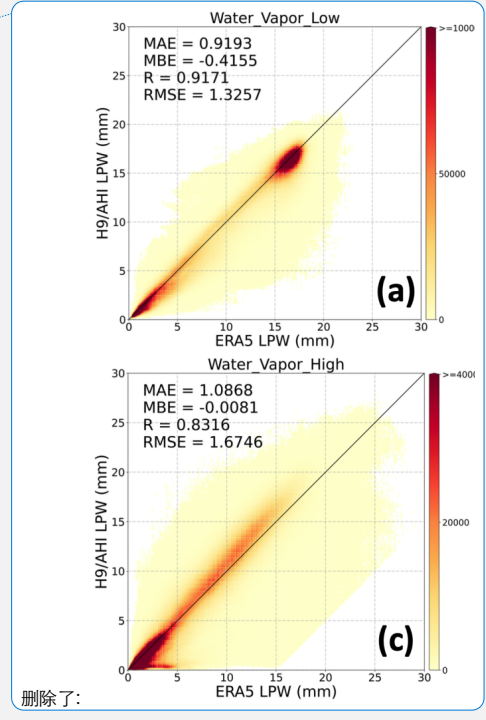 Water_Vapor_Low
30
25
20
15
10
5
0
0 5 10 15 20 25 30
H9/AHI LPW (mm)
ERA5 LPW (mm)
MAE = 0.9193
MBE = -0.4155
R = 0.9171
RMSE = 1.3257
(a)
>=1000
50000
0
Water_Vapor_High
30
25
20
15
10
5
0
0 5 10 15 20 25 30
H9/AHI LPW (mm)
ERA5 LPW (mm)
MAE = 1.0868
MBE = -0.0081
R = 0.8316
RMSE = 1.6746
(c)
>=400
20000
0
删除了: